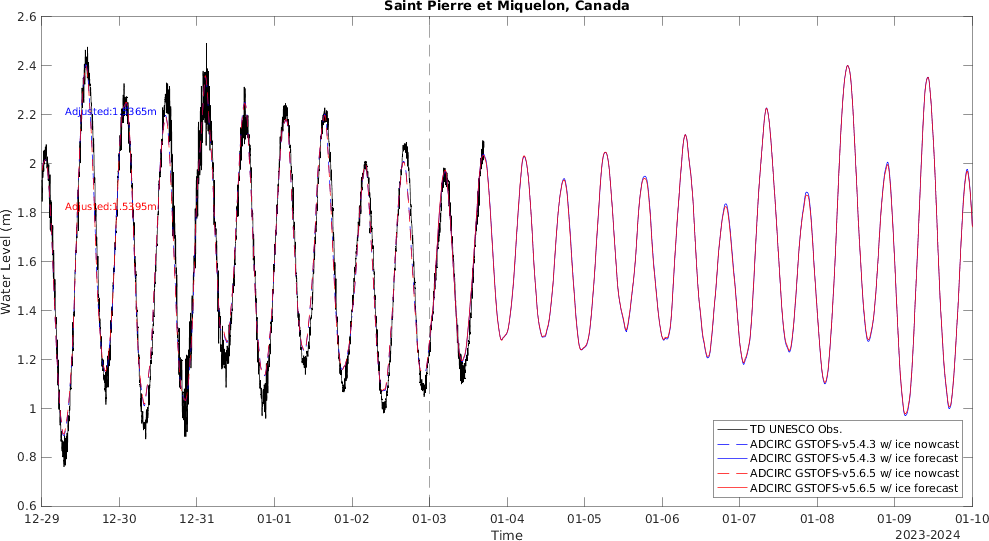 Saint Pierre et Miquelon, Canada
2.6
2.4
2.2
2
1.8
1.6
1.4
1.2
1
0.8
0.6
Water Level (m)
Adjusted:1.5395m
TD UNESCO Obs.
ADCIRC GSTOFS-v5.4.3 w/ ice nowcast
ADCIRC GSTOFS-v5.4.3 w/ ice forecast
ADCIRC GSTOFS-v5.6.5 w/ ice nowcast
ADCIRC GSTOFS-v5.6.5 w/ ice forecast
12-29 12-30 12-31 01-01 01-02 01-03 01-04 01-05 01-06 01-07 01-08 01-09 01-10
Time
2023-2024